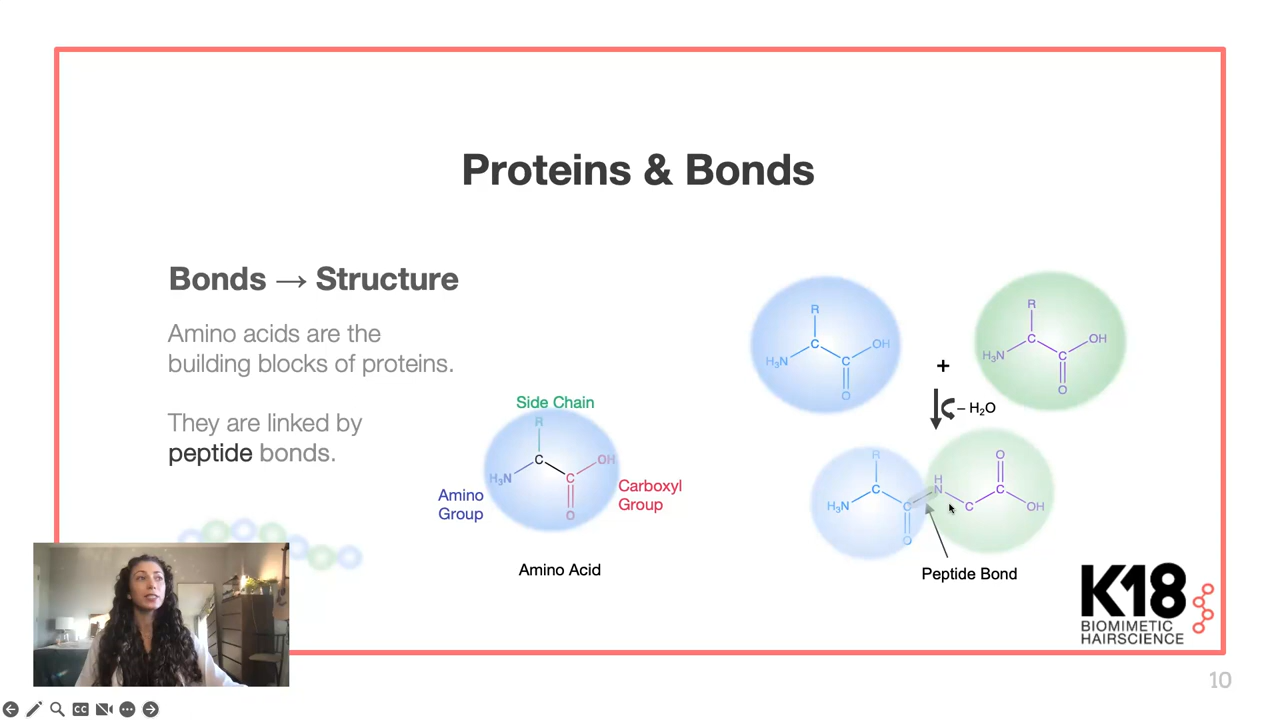 Proteins & Bonds
Bonds → Structure
Amino acids are the
building blocks of proteins.
They are linked by
peptide bonds.
Side Chain
R
C
OH
H₃N
O
Amino
Group
Carboxyl
Group
Amino Acid
R
C
OH
H₃N
C
O
+
R
C
OH
H₃N
C
O
– H₂O
R
C
H₃N
C
O
H
N
C
C
O
OH
Peptide Bond
K18
BIOMIMETIC
HAIRSCIENCE
10
CC